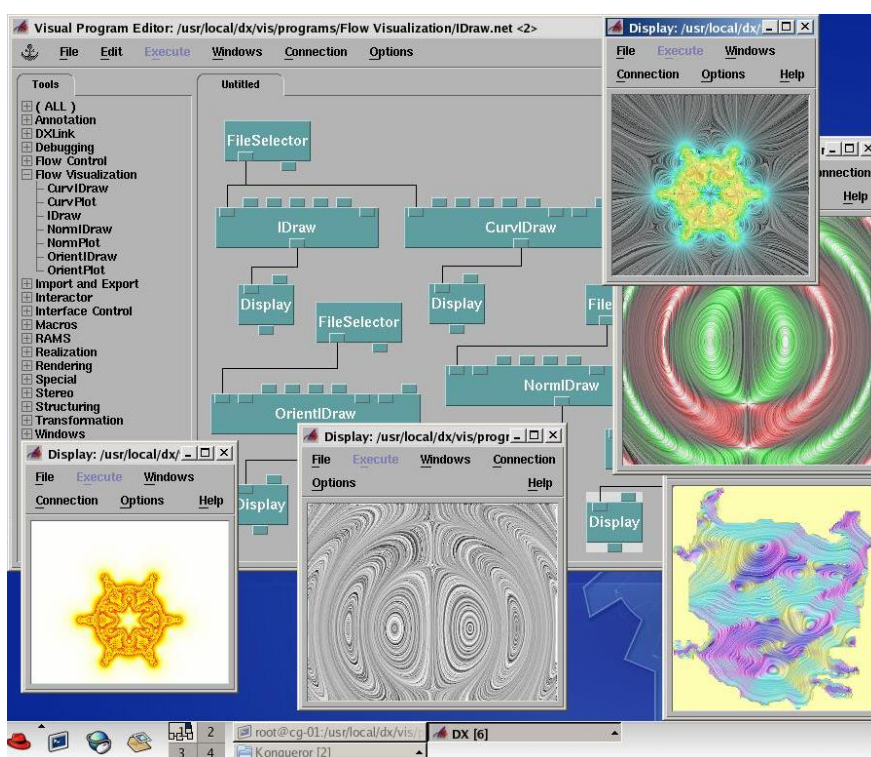 Visual Program Editor: /usr/local/dx/vis/programs/Flow Visualization/IDraw.net <2>
File Edit Execute Windows Connection Options
Tools
( ALL )
Annotation
DXLink
Debugging
Flow Control
Flow Visualization
CurvIDraw
CurvPlot
IDraw
NormIDraw
NormPlot
OrientIDraw
OrientPlot
Import and Export
Interactor
Interface Control
Macros
RAMS
Realization
Rendering
Special
Stereo
Structuring
Transformation
Windows
Untitled
FileSelector
IDraw
CurvIDraw
Display
FileSelector
Display
File
OrientIDraw
NormIDraw
Display
Display
Display: /usr/local/dx/
File Execute Windows
Connection Options Help
nnection
Help
Display: /usr/local/dx/
File Execute Windows
Connection Options Help
Display: /usr/local/dx/vis/progr
File Execute Windows Connection
Options Help
2
3 4
root@cg-01:/usr/local/dx/vis/p
DX [6]
Konqueror [2]